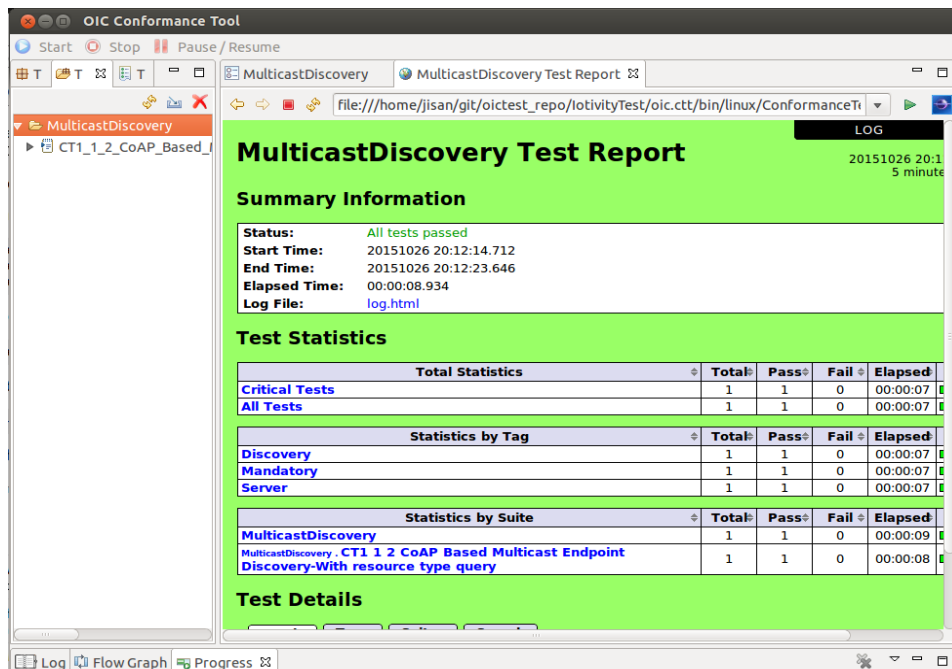 OIC Conformance Tool
Start Stop Pause / Resume
T T T
MulticastDiscovery
CT1_1_2_CoAP_Based_
MulticastDiscovery MulticastDiscovery Test Report
file:///home/jisan/git/oictest_repo/IotivityTest/oic.ctt/bin/linux/ConformanceT
LOG
MulticastDiscovery Test Report
20151026 20:1
5 minute
Summary Information
Status: All tests passed
Start Time: 20151026 20:12:14.712
End Time: 20151026 20:12:23.646
Elapsed Time: 00:00:08.934
Log File: log.html
Test Statistics
Total Statistics Total Pass Fail Elapsed
Critical Tests 1 1 0 00:00:07
All Tests 1 1 0 00:00:07
Statistics by Tag Total Pass Fail Elapsed
Discovery 1 1 0 00:00:07
Mandatory 1 1 0 00:00:07
Server 1 1 0 00:00:07
Statistics by Suite Total Pass Fail Elapsed
MulticastDiscovery 1 1 0 00:00:09
MulticastDiscovery . CT1 1 2 CoAP Based Multicast Endpoint
Discovery-With resource type query 1 1 0 00:00:08
Test Details
Log Flow Graph Progress